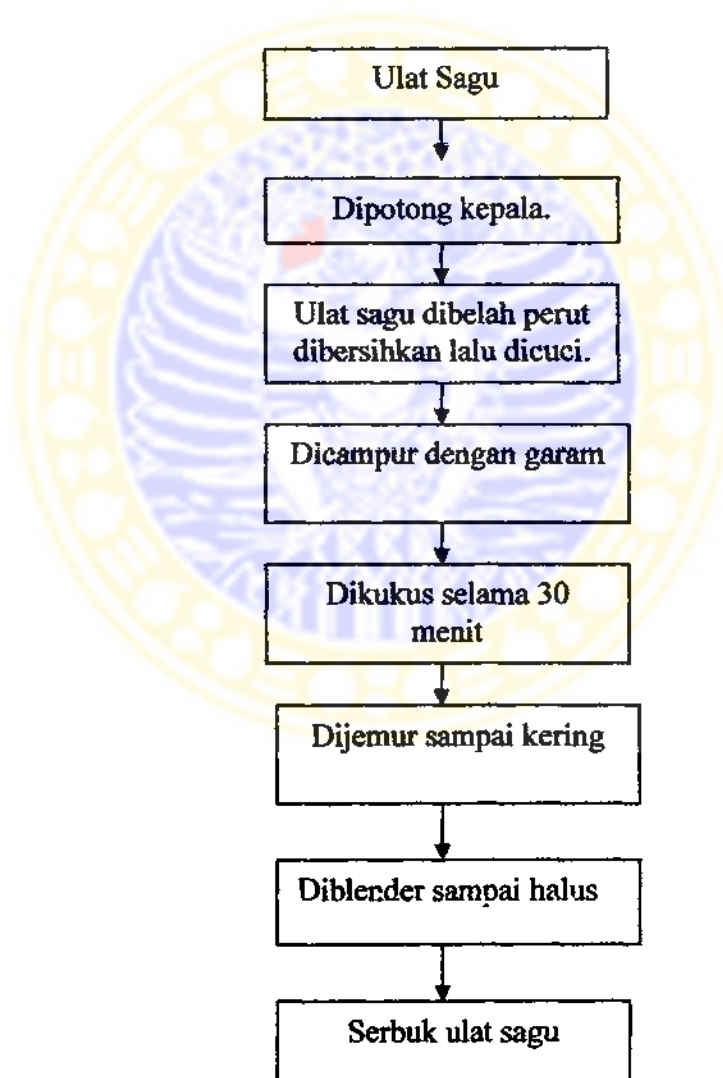 Ulat Sagu
Dipotong kepala.
Ulat sagu dibelah perut
dibersihkan lalu dicuci.
Dicampur dengan garam
Dikukus selama 30
menit
Dijemur sampai kering
Diblender sampai halus
Serbuk ulat sagu